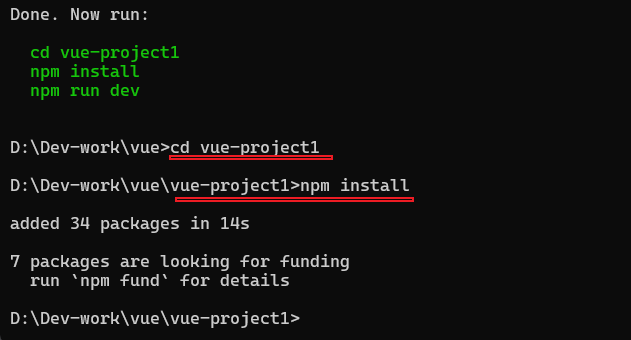 Done. Now run:
cd vue-project1
npm install
npm run dev
D:\Dev-work\vue>cd vue-project1
D:\Dev-work\vue\vue-project1>npm install
added 34 packages in 14s
7 packages are looking for funding
run `npm fund` for details
D:\Dev-work\vue\vue-project1>